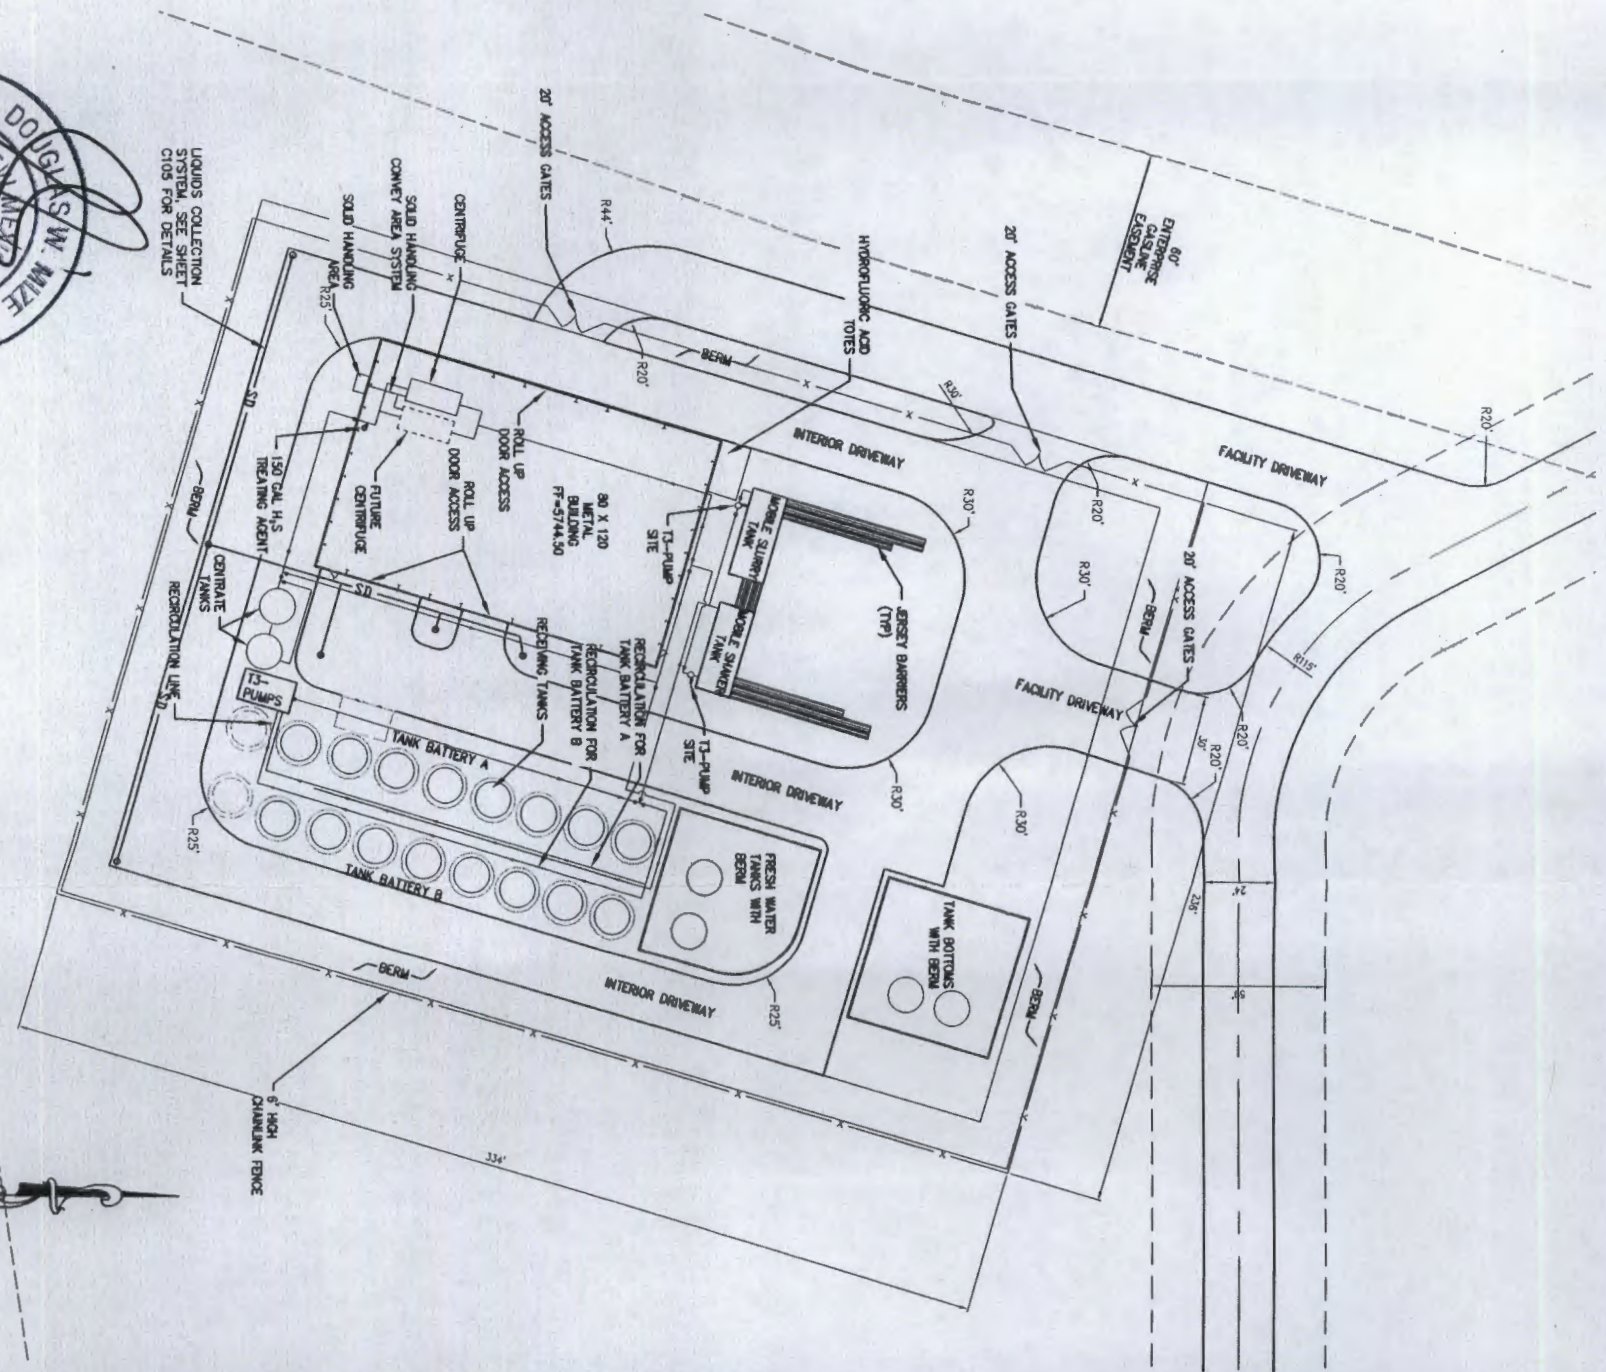 DOUGLAS W. MIZE
LIQUIDS COLLECTION
SYSTEM, SEE SHEET
C105 FOR DETAILS
20' ACCESS GATES
CENTRIFUGE
SOLID HANDLING
CONVEY AREA SYSTEM
SOLID HANDLING
AREA
R25'
R44'
R20'
BERM
HYDROFLUORIC ACID
TOTES
20' ACCESS GATES
60'
ENTERPRISE
GASLINE
EASEMENT
R30'
INTERIOR DRIVEWAY
FACILITY DRIVEWAY
R20'
R20'
R30'
R20'
R30'
20' ACCESS GATES
BERM
R115'
R20'
30'
R20'
FACILITY DRIVEWAY
R30'
24'
236'
ROLL UP
DOOR ACCESS
80 X 120
METAL
BUILDING
FF=5744.50
ROLL UP
DOOR ACCESS
FUTURE
CENTRIFUGE
150 GAL H₂S
TREATING AGENT
T3-PUMP
SITE
MOBILE SLURRY
TANK
MOBILE SHAKER
TANK
JERSEY BARRIERS
(TYP)
T3-PUMP
SITE
INTERIOR DRIVEWAY
R30'
SD
BERM
SD
SD
CENTRATE
TANKS
RECIRCULATION LINE
T3-
PUMPS
RECEIVING TANKS
RECIRCULATION FOR
TANK BATTERY B
RECIRCULATION FOR
TANK BATTERY A
TANK BATTERY A
TANK BATTERY B
R25'
FRESH WATER
TANKS WITH
BERM
TANK BOTTOMS
WITH BERM
BERM
BERM
INTERIOR DRIVEWAY
R25'
6' HIGH
CHAINLINK FENCE
334'